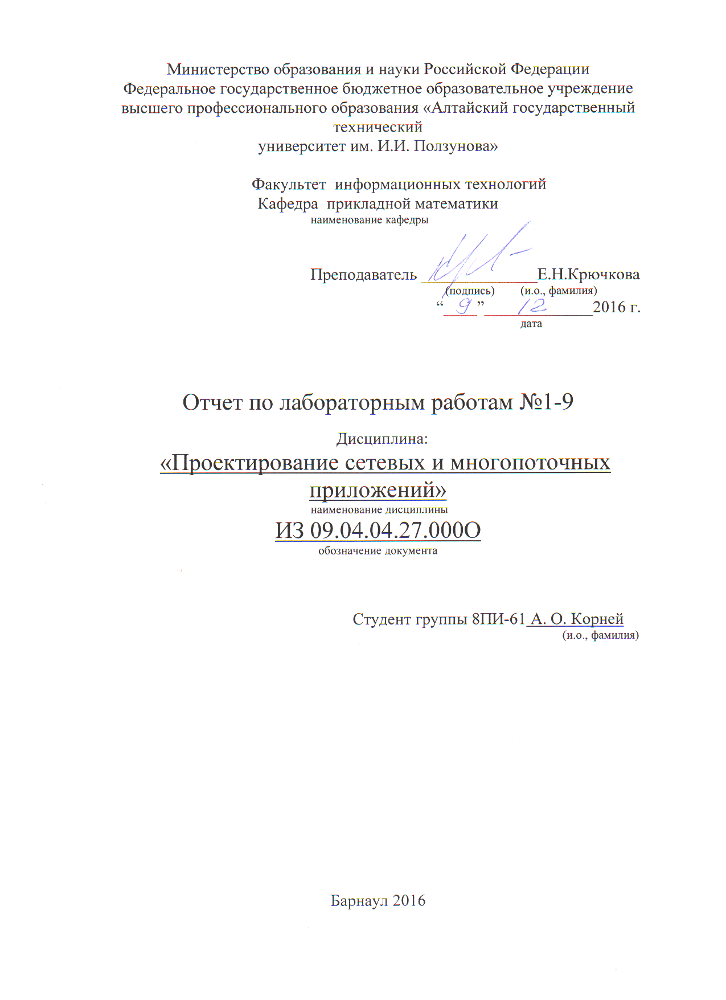 Министерство образования и науки Российской Федерации
Федеральное государственное бюджетное образовательное учреждение
высшего профессионального образования «Алтайский государственный
технический
университет им. И.И. Ползунова»
Факультет информационных технологий
Кафедра прикладной математики
наименование кафедры
Преподаватель ______________Е.Н.Крючкова
(подпись) (и.о., фамилия)
“ 9 ” 12 2016 г.
дата
Отчет по лабораторным работам №1-9
Дисциплина:
«Проектирование сетевых и многопоточных
приложений»
наименование дисциплины
ИЗ 09.04.04.27.000О
обозначение документа
Студент группы 8ПИ-61 А. О. Корней
(и.о., фамилия)
Барнаул 2016